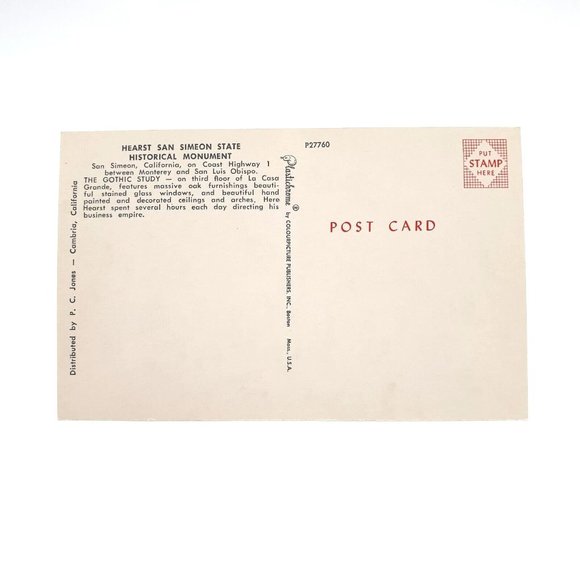 HEARST SAN SIMEON STATE
HISTORICAL MONUMENT
San Simeon, California, on Coast Highway 1
between Monterey and San Luis Obispo.
THE GOTHIC STUDY — on third floor of La Casa
Grande, features massive oak furnishings beauti-
ful stained glass windows, and beautiful hand
painted and decorated ceilings and arches. Here
Hearst spent several hours each day directing his
business empire.
Distributed by P. C. Jones — Cambria, California
P27760
Plastichrome ® by COLOURPICTURE PUBLISHERS, INC., Boston Mass., U.S.A.
POST CARD
PUT
STAMP
HERE